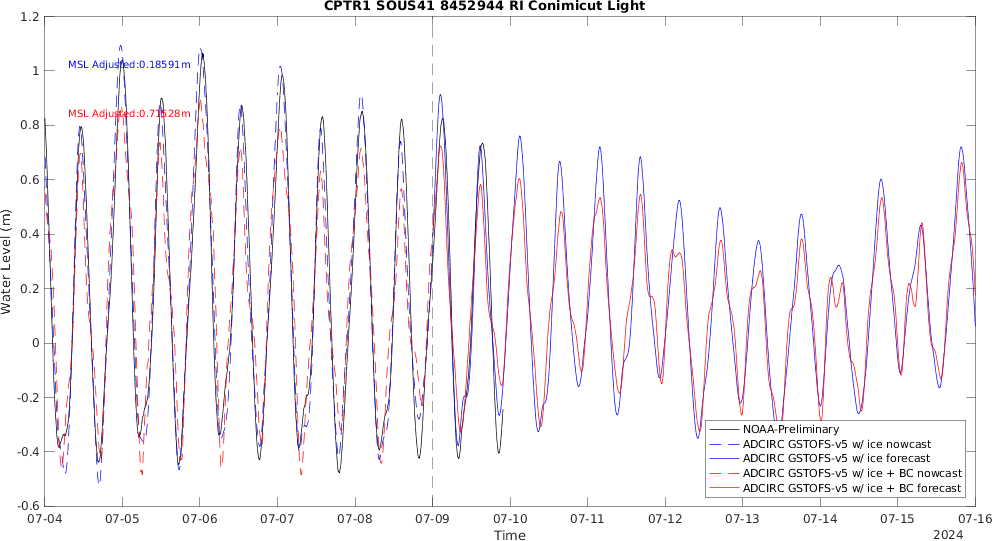 CPTR1 SOUS41 8452944 RI Conimicut Light
1.2
1
0.8
0.6
0.4
0.2
0
-0.2
-0.4
-0.6
Water Level (m)
MSL Adjusted:0.18591m
MSL Adjusted:0.71528m
NOAA-Preliminary
ADCIRC GSTOFS-v5 w/ ice nowcast
ADCIRC GSTOFS-v5 w/ ice forecast
ADCIRC GSTOFS-v5 w/ ice + BC nowcast
ADCIRC GSTOFS-v5 w/ ice + BC forecast
07-04 07-05 07-06 07-07 07-08 07-09 07-10 07-11 07-12 07-13 07-14 07-15 07-16
Time
2024